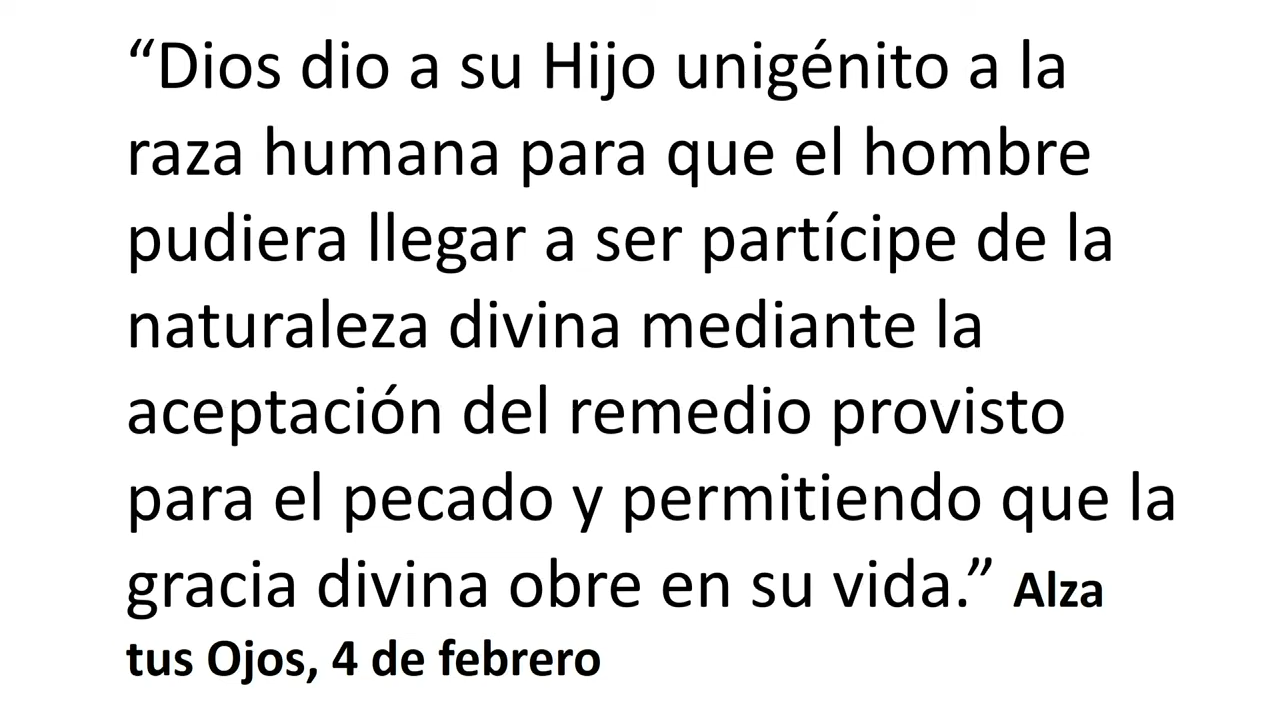 “Dios dio a su Hijo unigénito a la
raza humana para que el hombre
pudiera llegar a ser partícipe de la
naturaleza divina mediante la
aceptación del remedio provisto
para el pecado y permitiendo que la
gracia divina obre en su vida.” Alza
tus Ojos, 4 de febrero